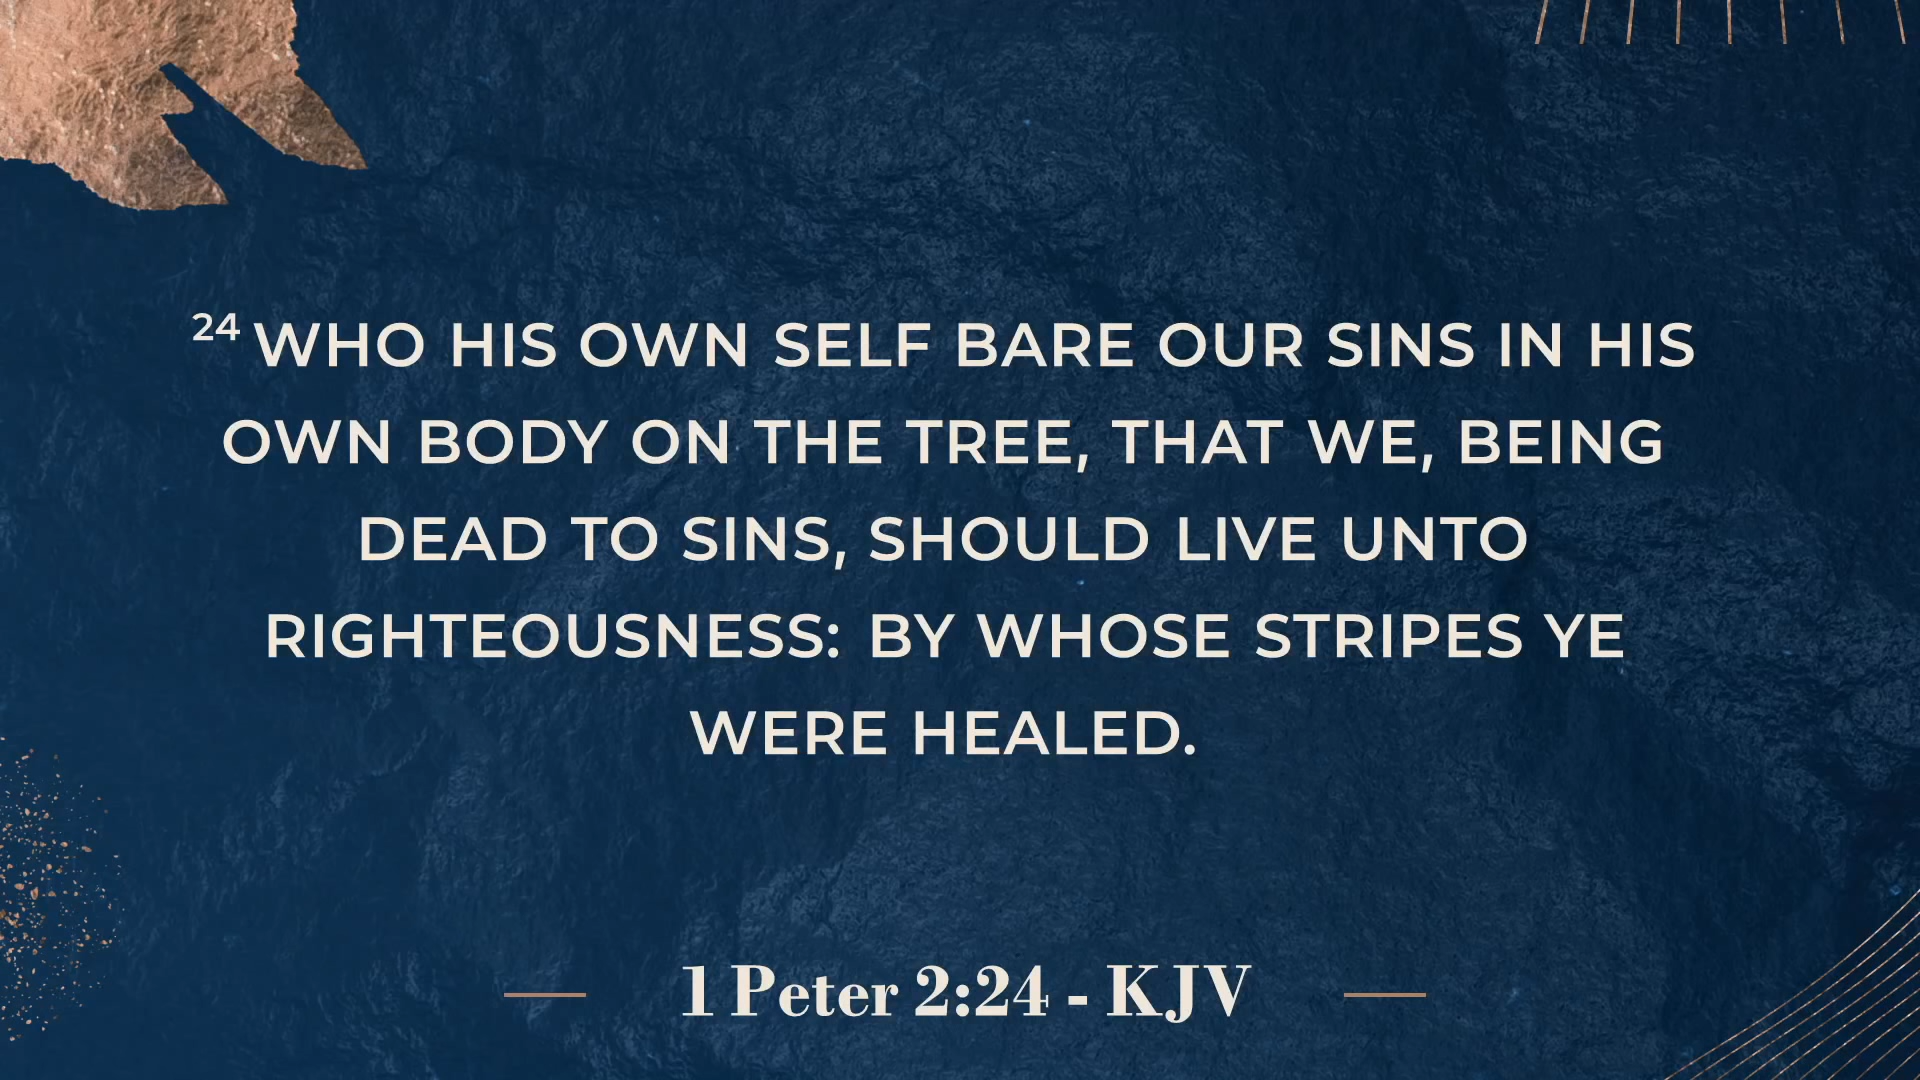 24 WHO HIS OWN SELF BARE OUR SINS IN HIS
OWN BODY ON THE TREE, THAT WE, BEING
DEAD TO SINS, SHOULD LIVE UNTO
RIGHTEOUSNESS: BY WHOSE STRIPES YE
WERE HEALED.
1 Peter 2:24 - KJV